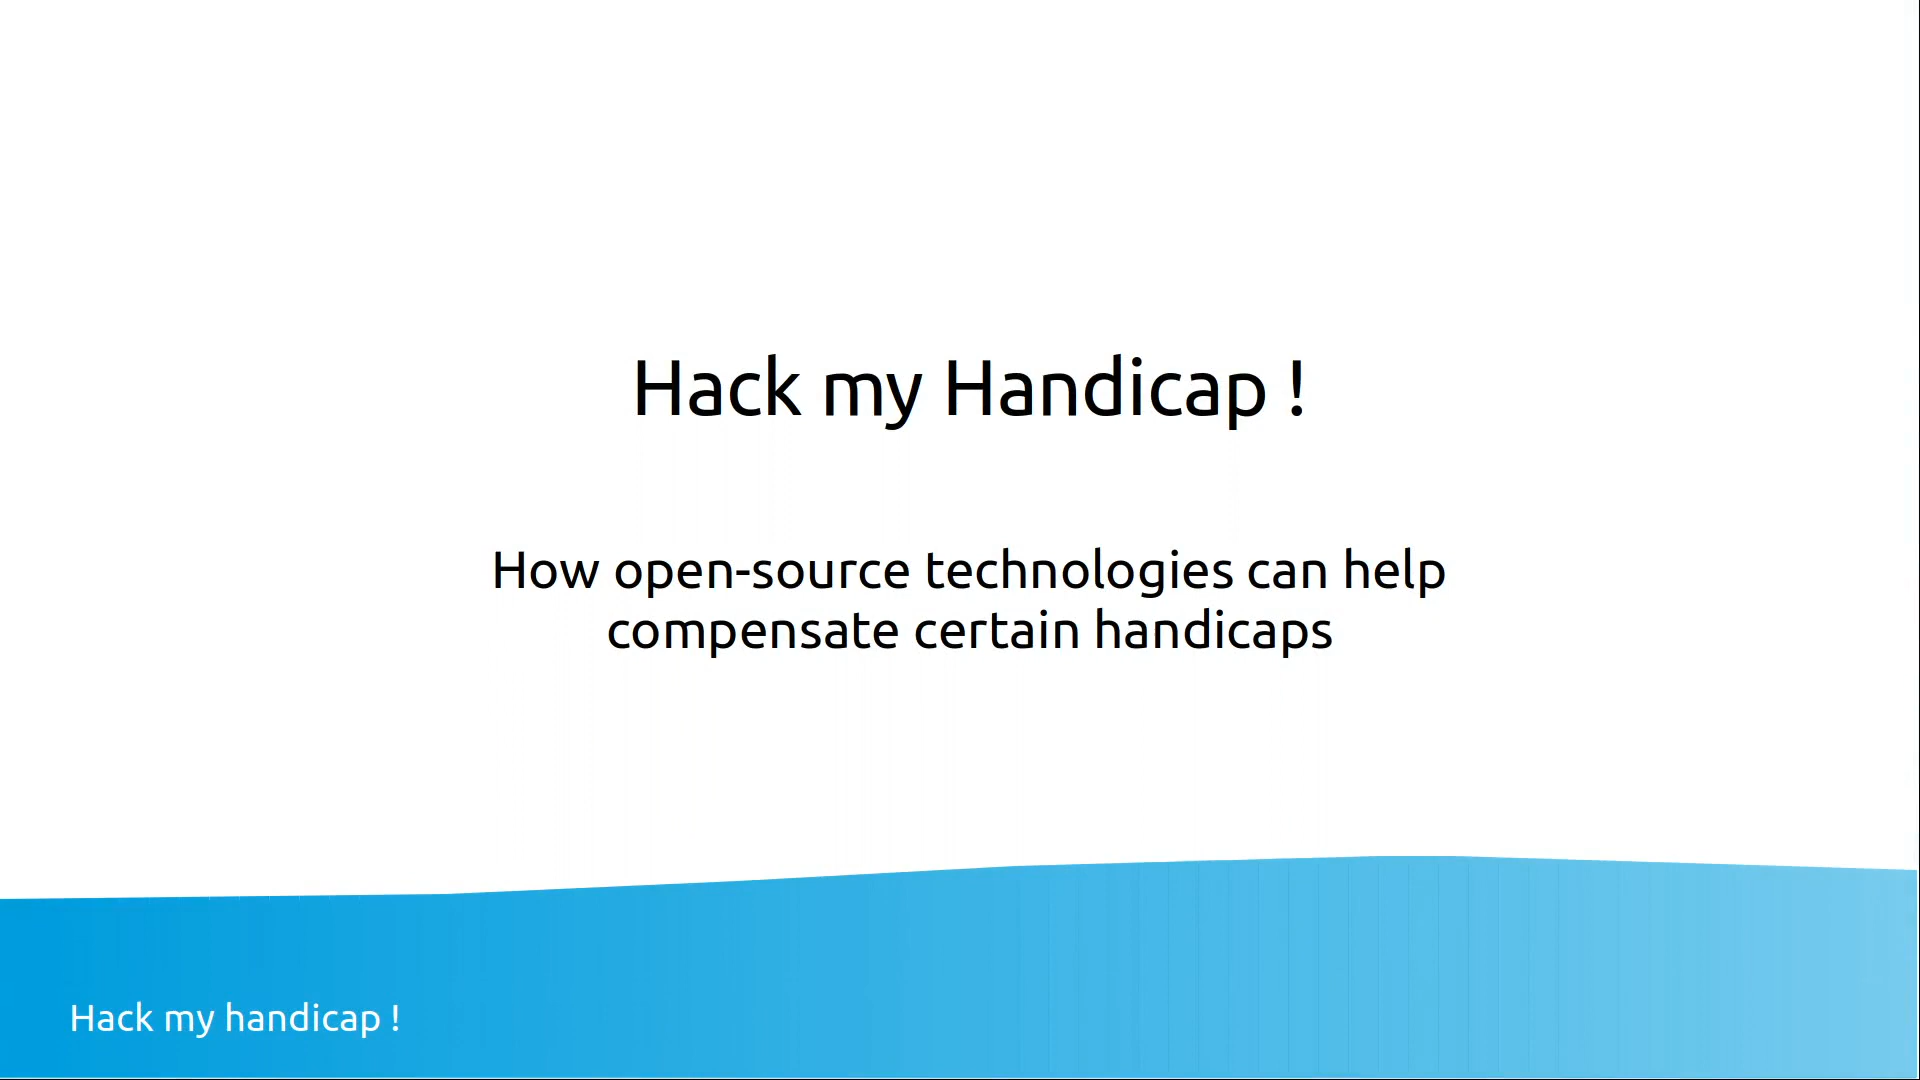 Hack my Handicap !
How open-source technologies can help
compensate certain handicaps
Hack my handicap !